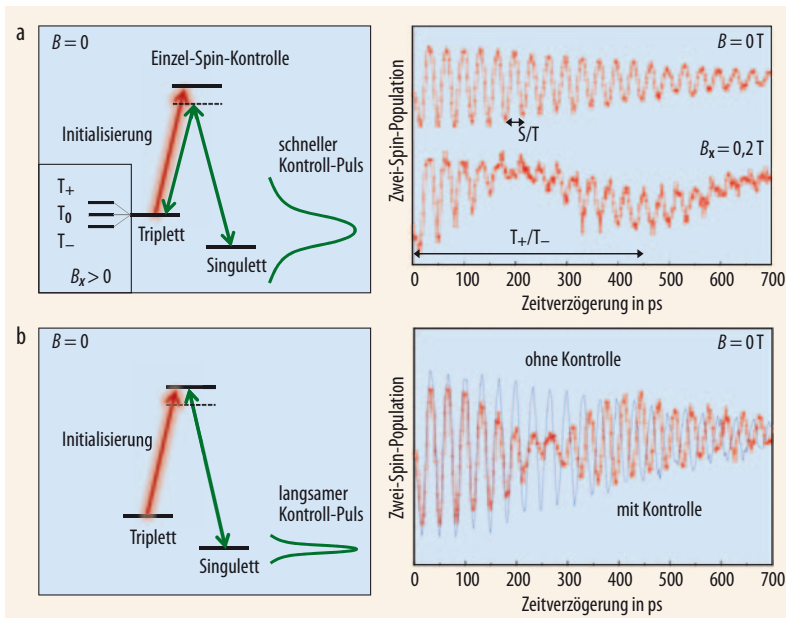 a
B = 0
Einzel-Spin-Kontrolle
Initialisierung
schneller
Kontroll-Puls
T+
T0
T−
Triplett
Singulett
Bx > 0
B = 0 T
Zwei-Spin-Population
S/T
Bx = 0,2 T
T+/T−
0 100 200 300 400 500 600 700
Zeitverzögerung in ps
b
B = 0
Initialisierung
langsamer
Kontroll-Puls
Triplett
Singulett
B = 0 T
ohne Kontrolle
Zwei-Spin-Population
mit Kontrolle
0 100 200 300 400 500 600 700
Zeitverzögerung in ps